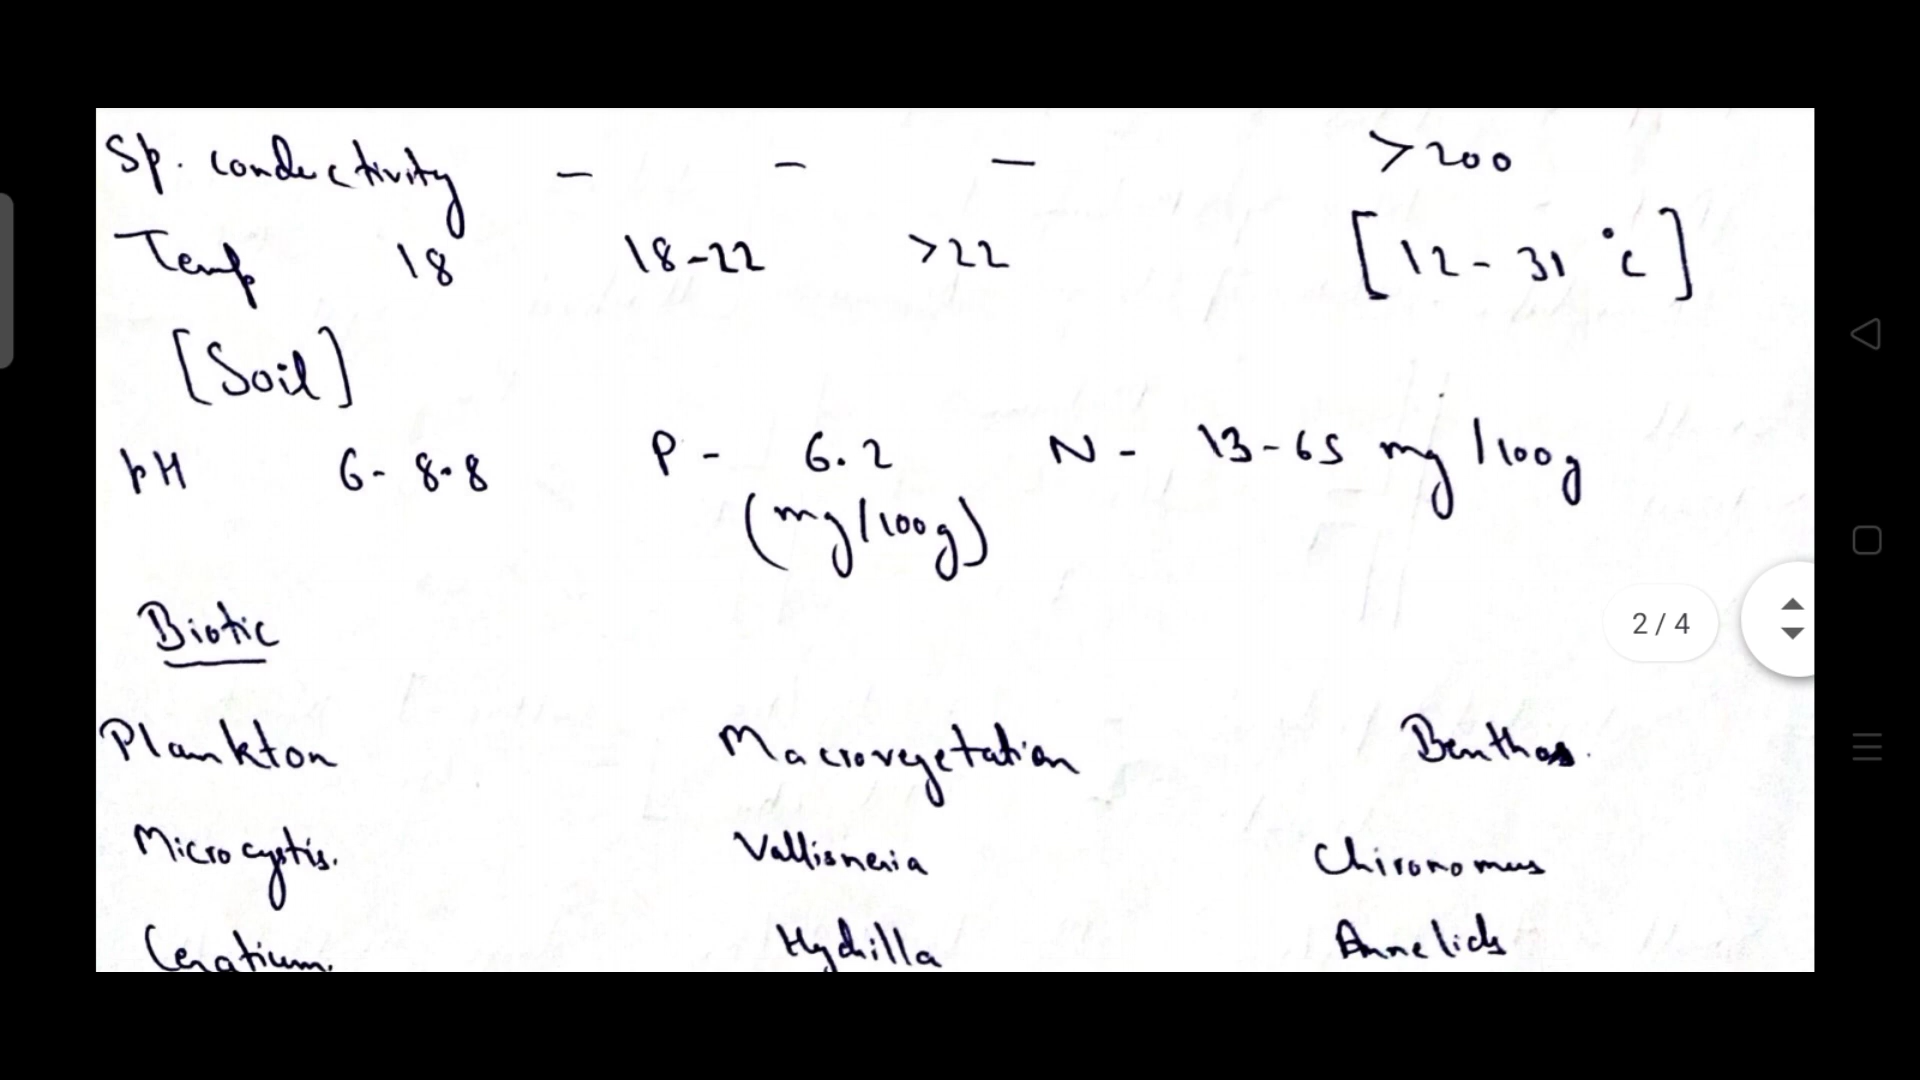 Sp. conductivity — — — >200
Temp 18 18-22 >22 [12 - 31 °C]
[Soil]
pH 6 - 8.8 P - 6.2 N - 13-65 mg/100g
(mg/100g)
Biotic
2 / 4
Plankton Macrovegetation Benthos.
Microcystis. Vallisneria Chironomus
Ceratium. Hydrilla Annelids